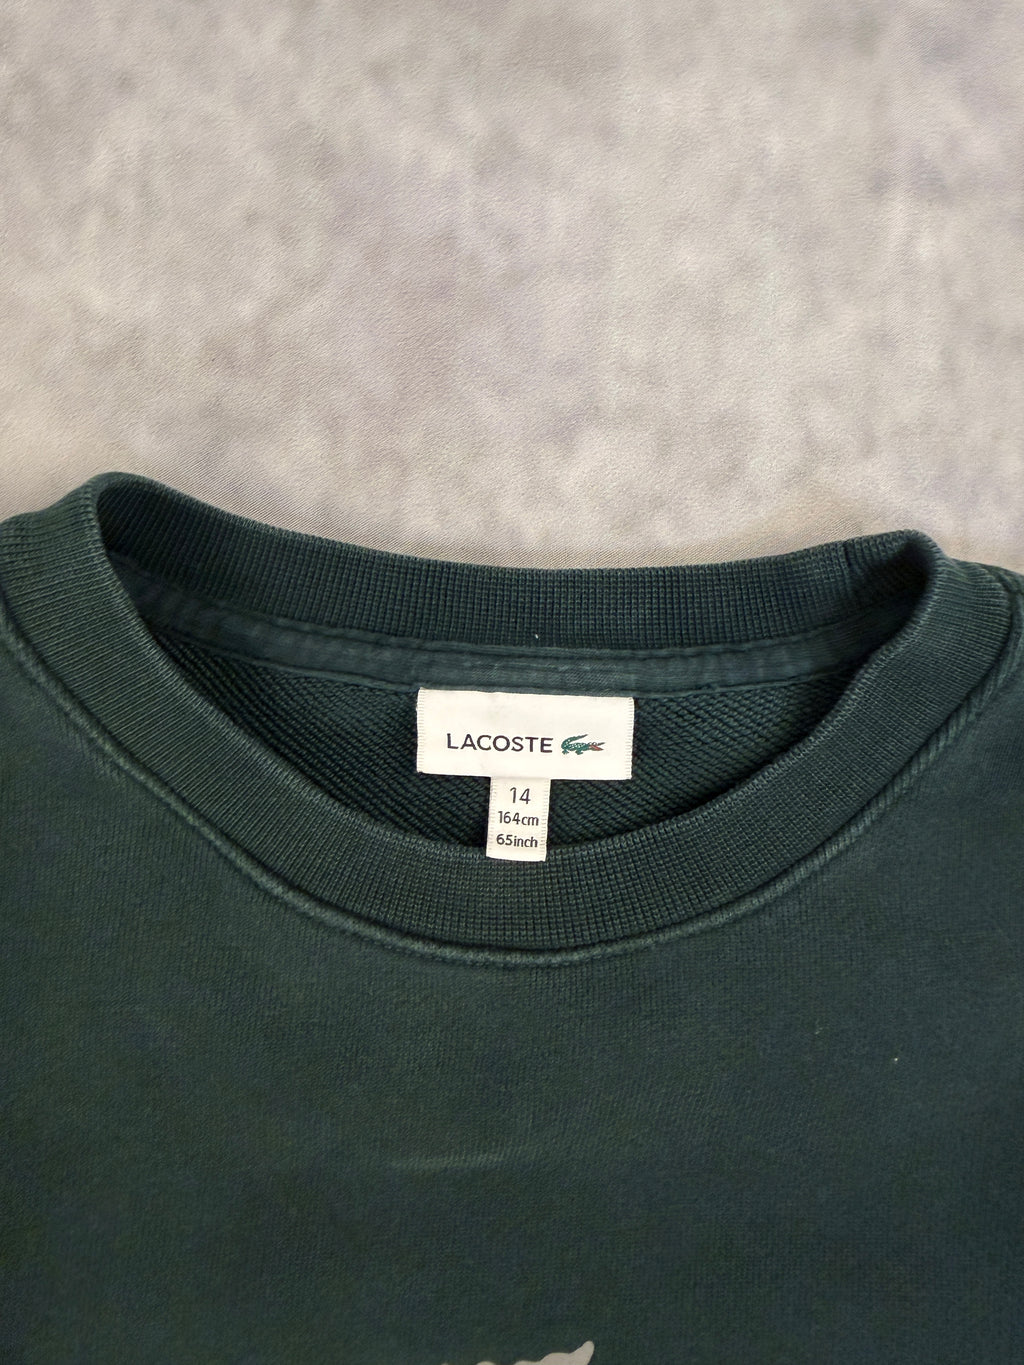 LACOSTE
14
164cm
65inch